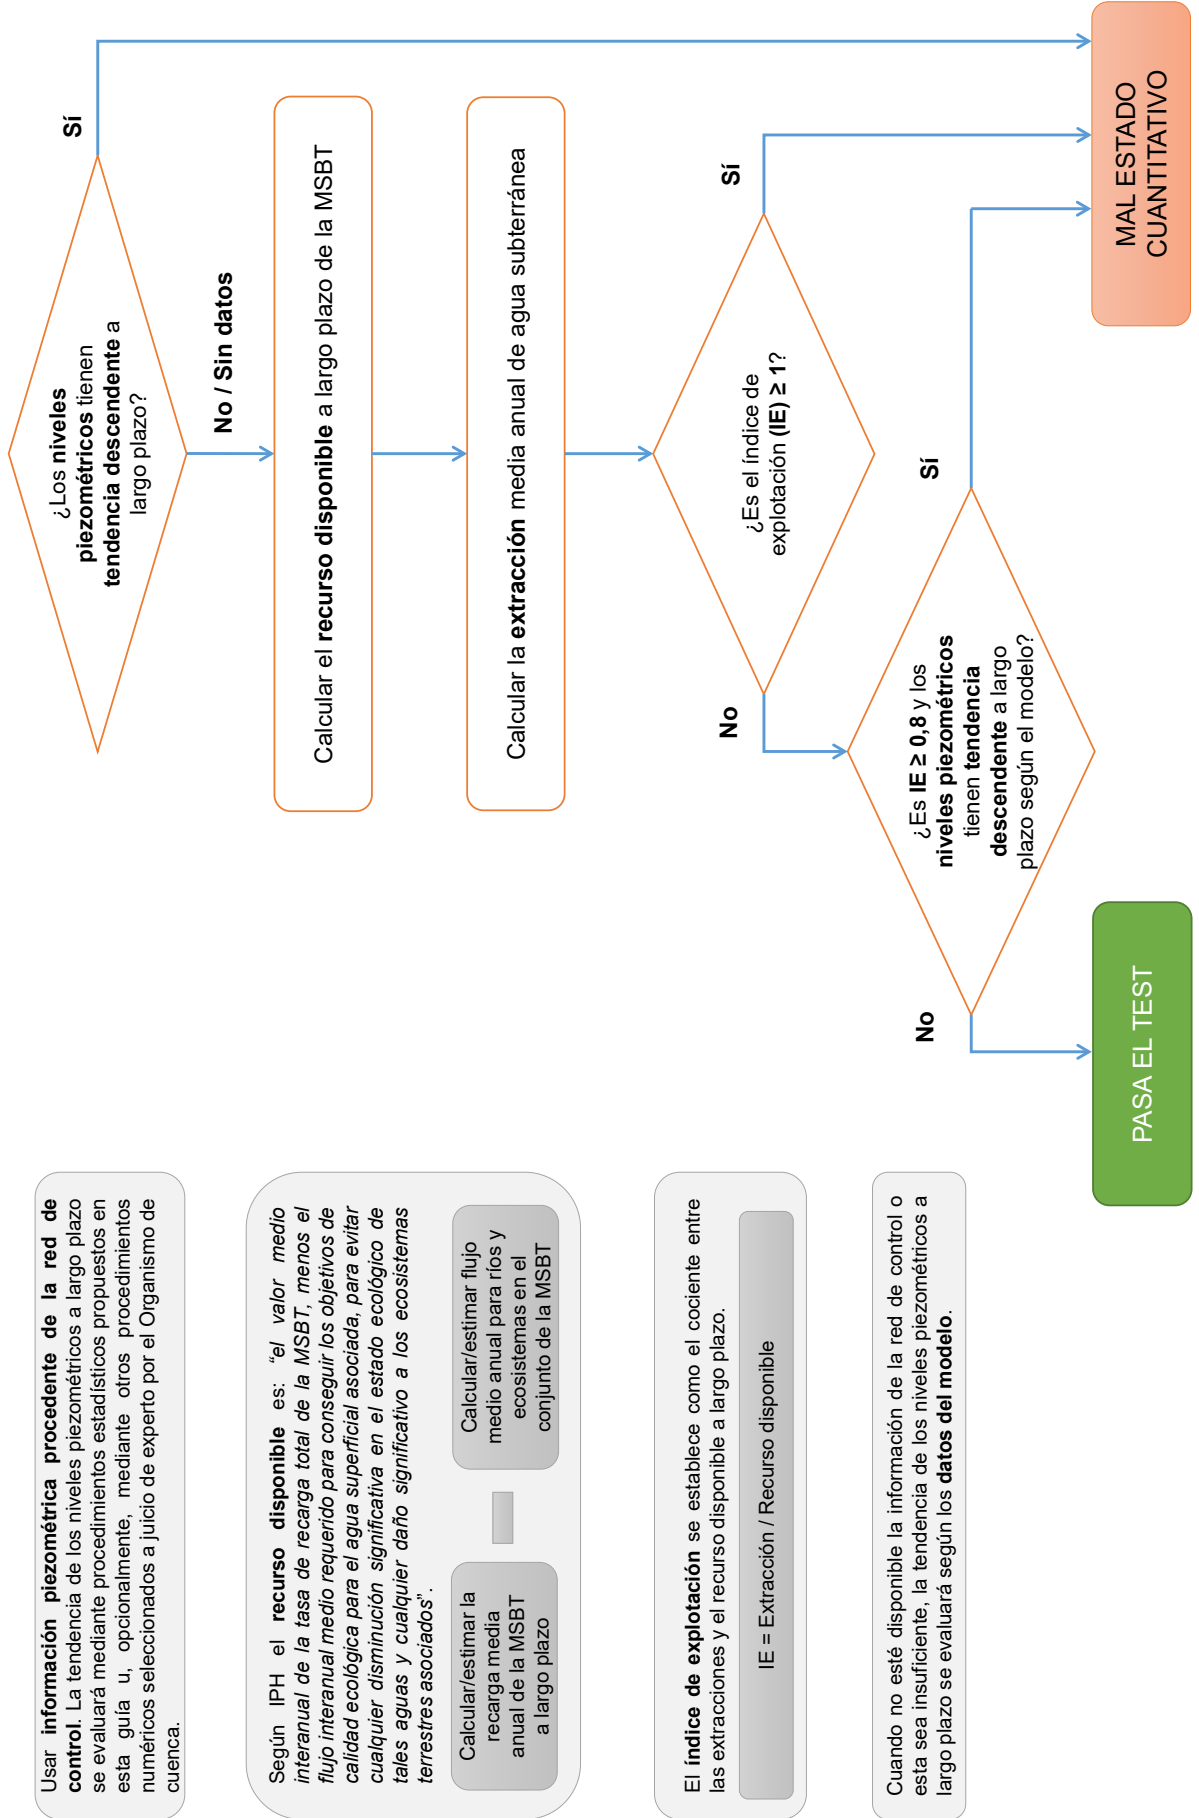 Usar información piezométrica procedente de la red de
control. La tendencia de los niveles piezométricos a largo plazo
se evaluará mediante procedimientos estadísticos propuestos en
esta guía u, opcionalmente, mediante otros procedimientos
numéricos seleccionados a juicio de experto por el Organismo de
cuenca.
¿Los niveles
piezométricos tienen
tendencia descendente a
largo plazo?
Sí
No / Sin datos
Según IPH el recurso disponible es: “el valor medio
interanual de la tasa de recarga total de la MSBT, menos el
flujo interanual medio requerido para conseguir los objetivos de
calidad ecológica para el agua superficial asociada, para evitar
cualquier disminución significativa en el estado ecológico de
tales aguas y cualquier daño significativo a los ecosistemas
terrestres asociados”.
Calcular/estimar la
recarga media
anual de la MSBT
a largo plazo
Calcular/estimar flujo
medio anual para ríos y
ecosistemas en el
conjunto de la MSBT
Calcular el recurso disponible a largo plazo de la MSBT
Calcular la extracción media anual de agua subterránea
El índice de explotación se establece como el cociente entre
las extracciones y el recurso disponible a largo plazo.
IE = Extracción / Recurso disponible
¿Es el índice de
explotación (IE) ≥ 1?
No
Sí
Cuando no esté disponible la información de la red de control o
esta sea insuficiente, la tendencia de los niveles piezométricos a
largo plazo se evaluará según los datos del modelo.
¿Es IE ≥ 0,8 y los
niveles piezométricos
tienen tendencia
descendente a largo
plazo según el modelo?
No
Sí
PASA EL TEST
MAL ESTADO
CUANTITATIVO